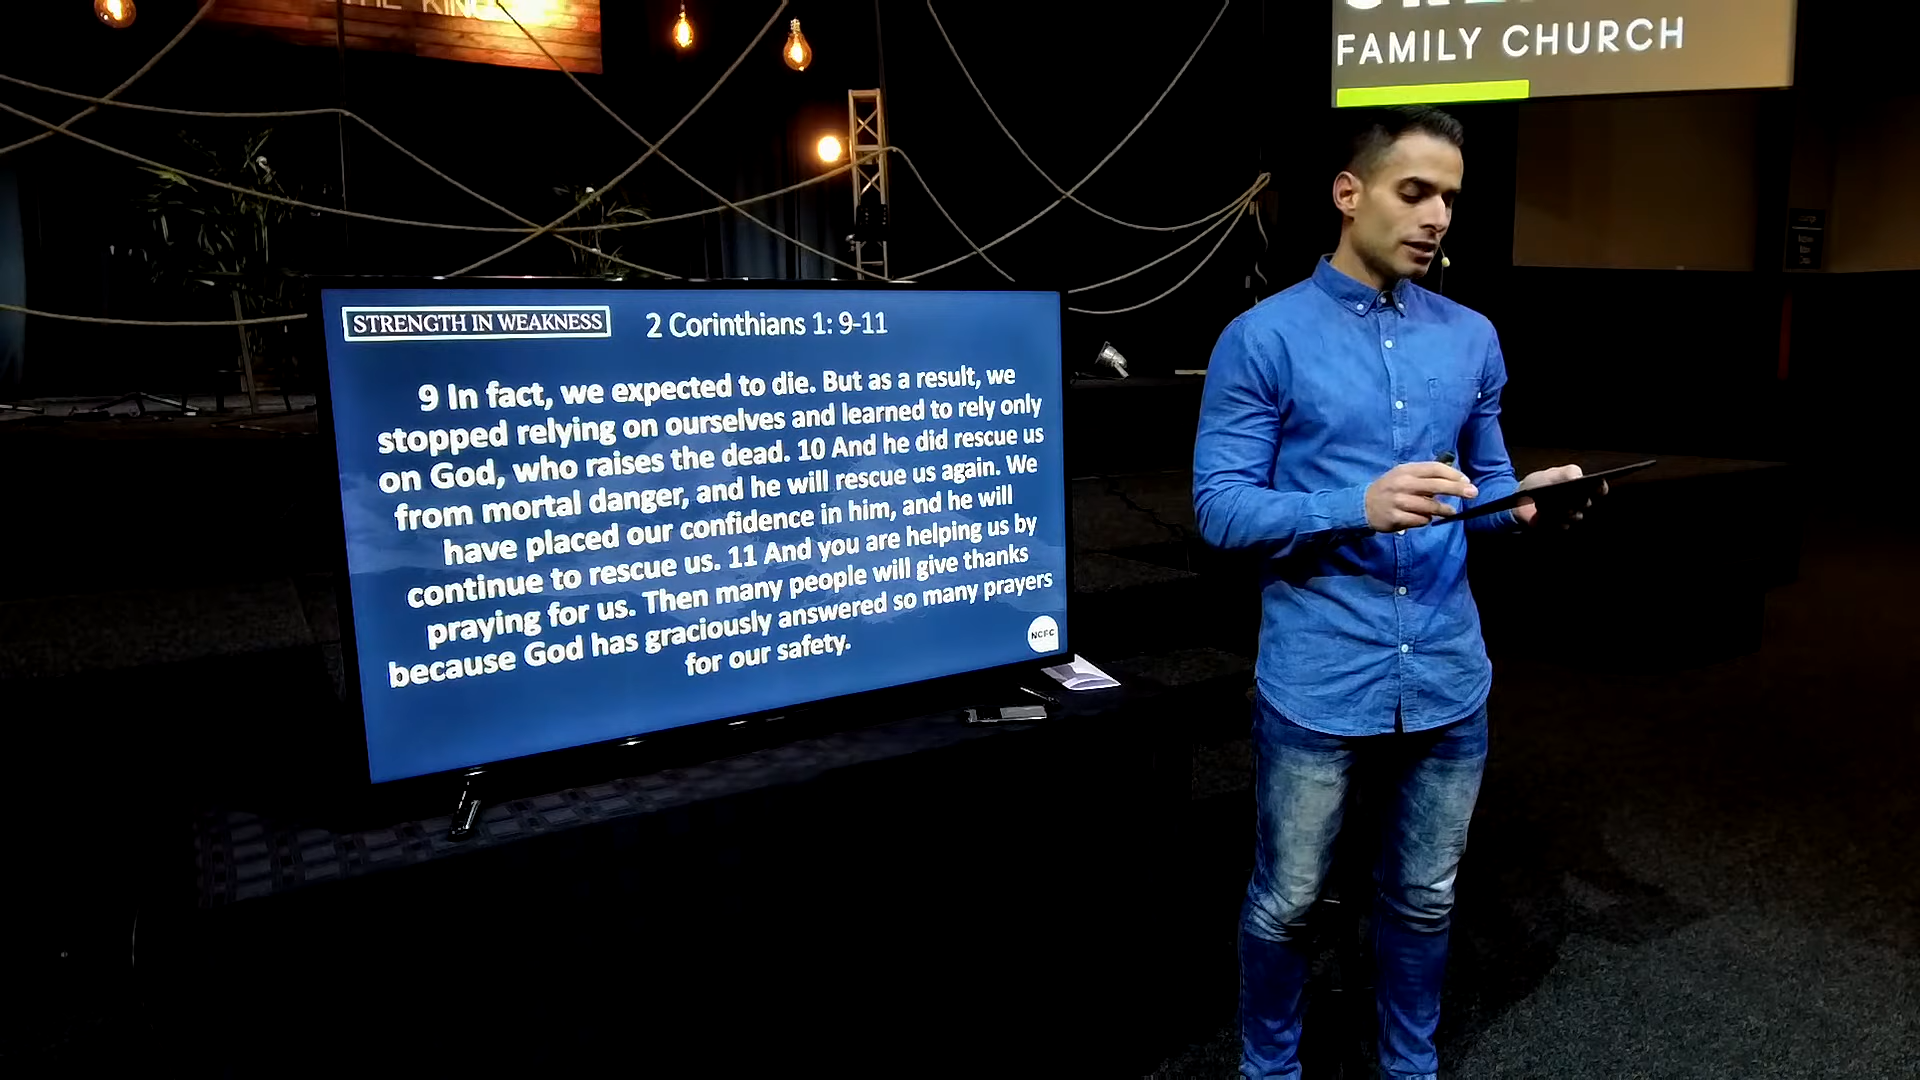 FAMILY CHURCH
STRENGTH IN WEAKNESS
2 Corinthians 1: 9-11
9 In fact, we expected to die. But as a result, we
stopped relying on ourselves and learned to rely only
on God, who raises the dead. 10 And he did rescue us
from mortal danger, and he will rescue us again. We
have placed our confidence in him, and he will
continue to rescue us. 11 And you are helping us by
praying for us. Then many people will give thanks
because God has graciously answered so many prayers
for our safety.
NCFC